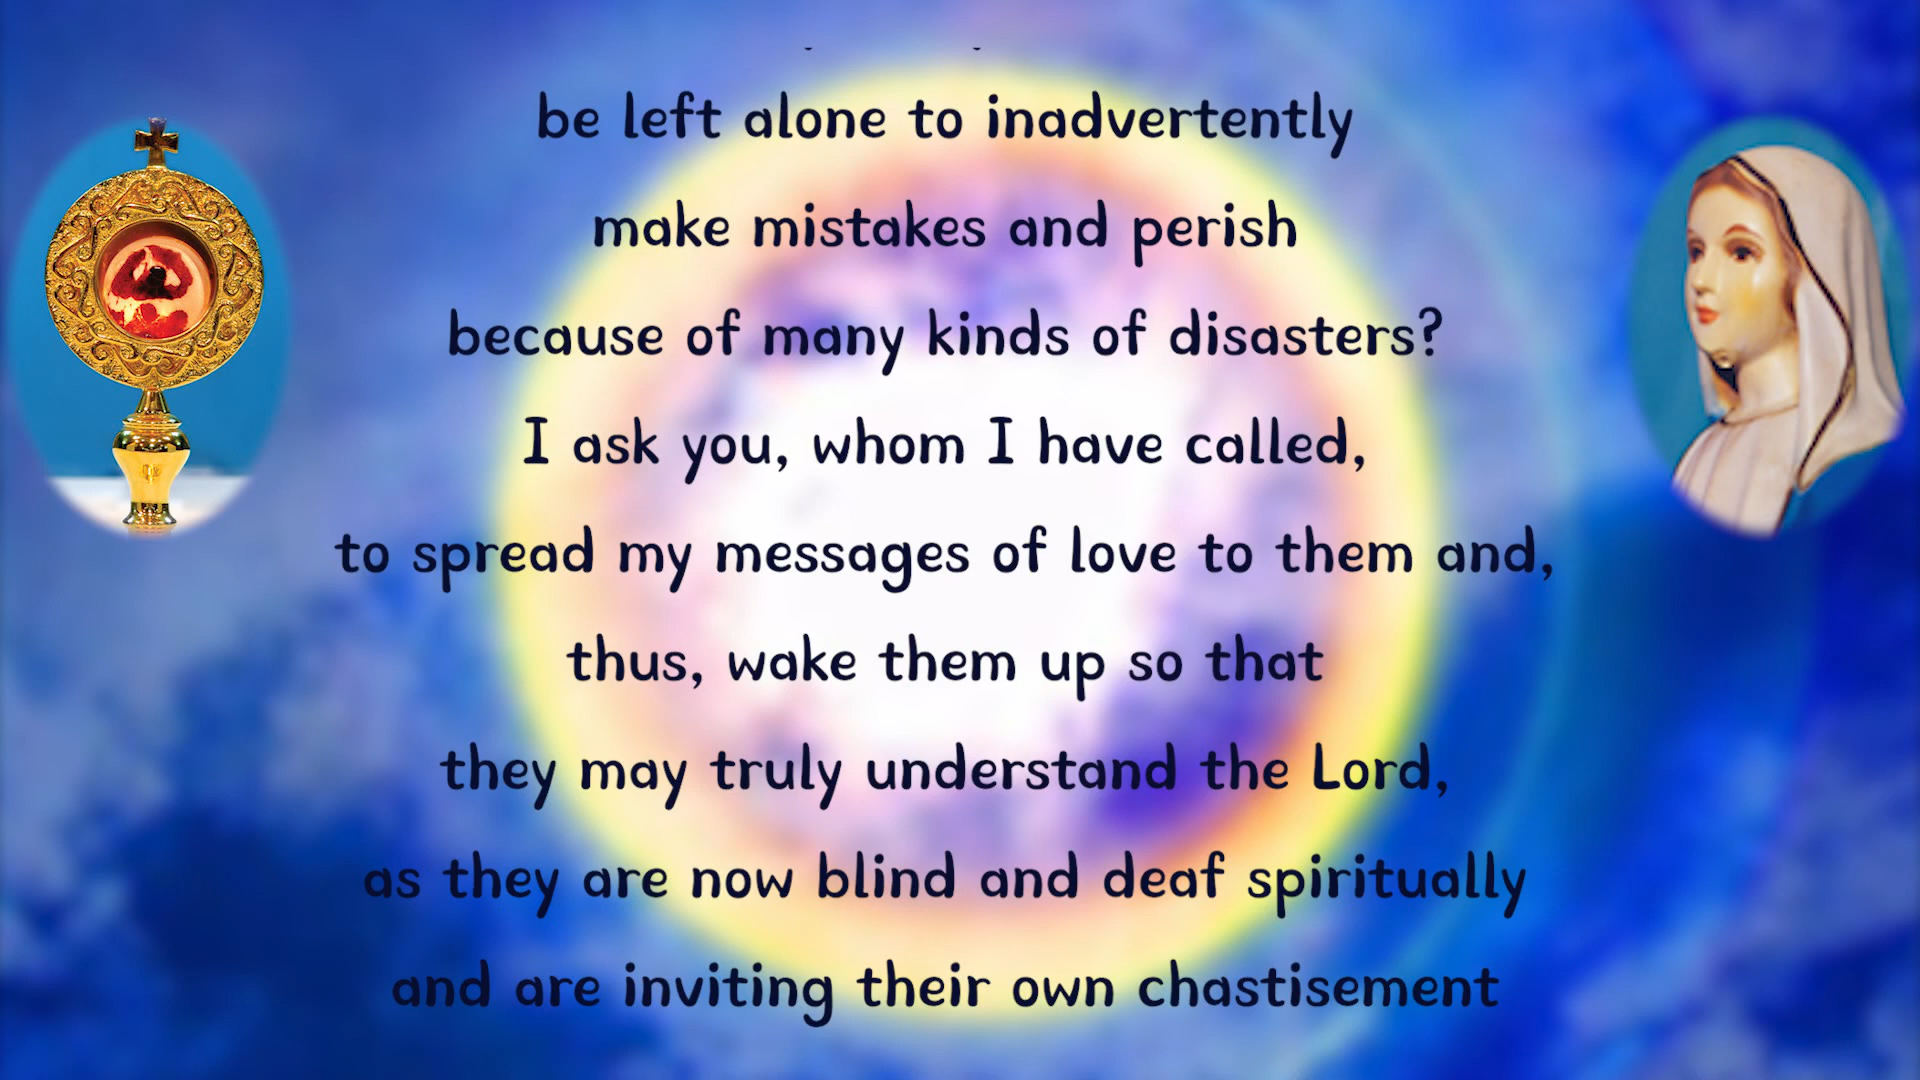 be left alone to inadvertently
make mistakes and perish
because of many kinds of disasters?
I ask you, whom I have called,
to spread my messages of love to them and,
thus, wake them up so that
they may truly understand the Lord,
as they are now blind and deaf spiritually
and are inviting their own chastisement